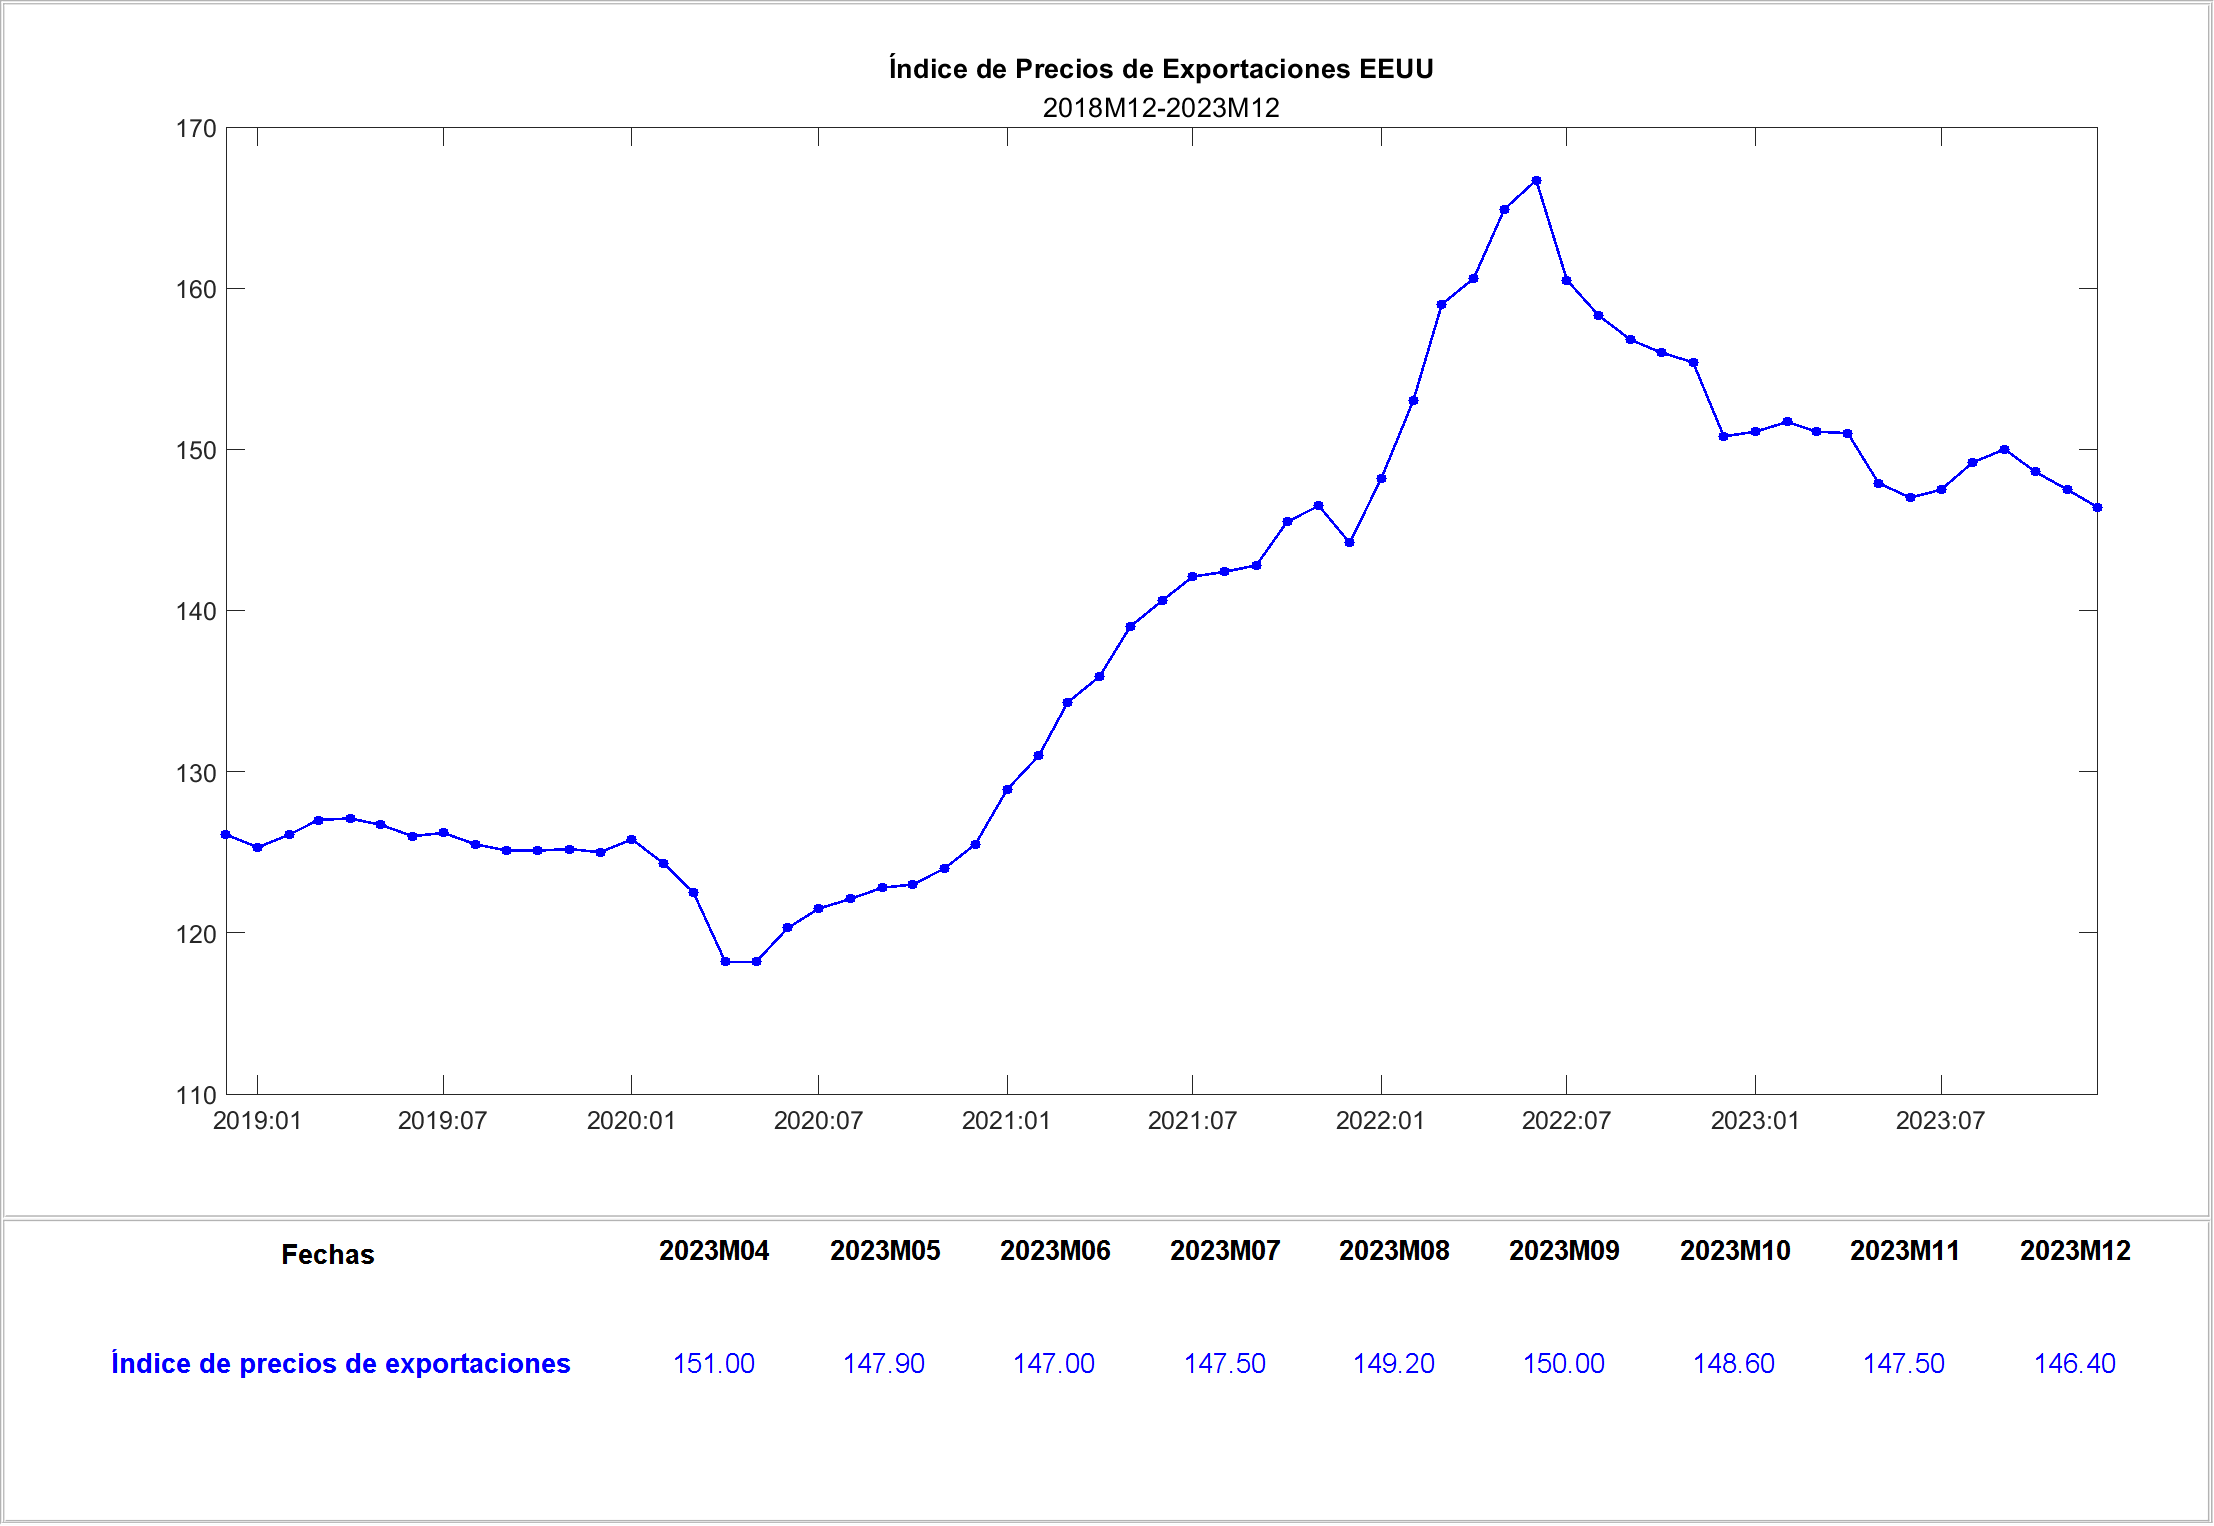 Índice de Precios de Exportaciones EEUU
2018M12-2023M12
170
160
150
140
130
120
110
2019:01 2019:07 2020:01 2020:07 2021:01 2021:07 2022:01 2022:07 2023:01 2023:07
Fechas 2023M04 2023M05 2023M06 2023M07 2023M08 2023M09 2023M10 2023M11 2023M12
Índice de precios de exportaciones 151.00 147.90 147.00 147.50 149.20 150.00 148.60 147.50 146.40